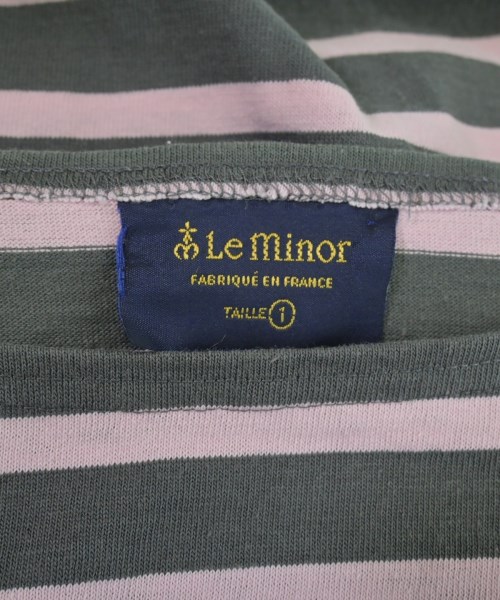 Le Minor
FABRIQUÉ EN FRANCE
TAILLE 1